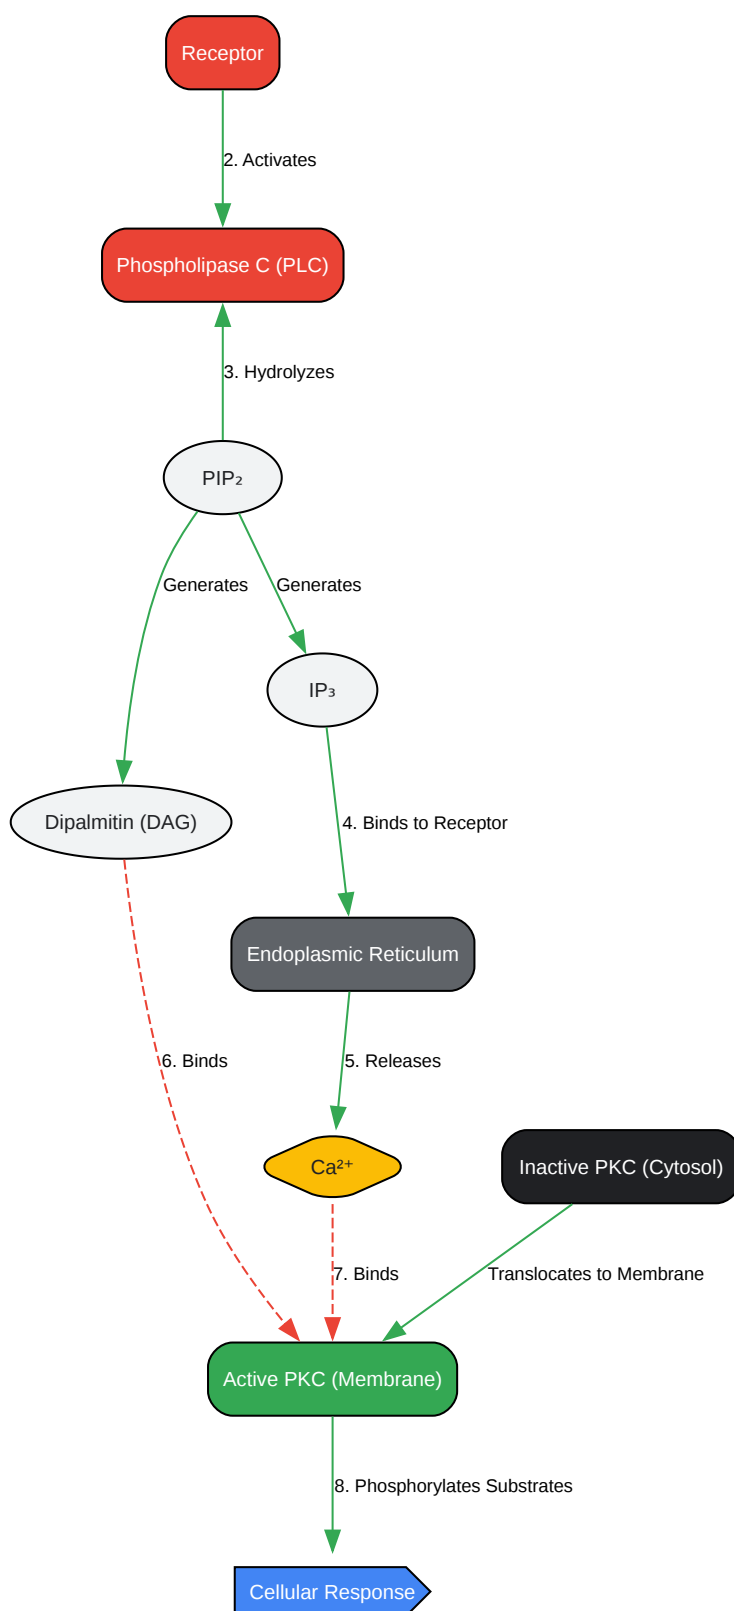 Receptor
2. Activates
Phospholipase C (PLC)
3. Hydrolyzes
PIP₂
Generates
Generates
IP₃
Dipalmitin (DAG)
4. Binds to Receptor
Endoplasmic Reticulum
6. Binds
5. Releases
Ca²⁺
Inactive PKC (Cytosol)
7. Binds
Translocates to Membrane
Active PKC (Membrane)
8. Phosphorylates Substrates
Cellular Response